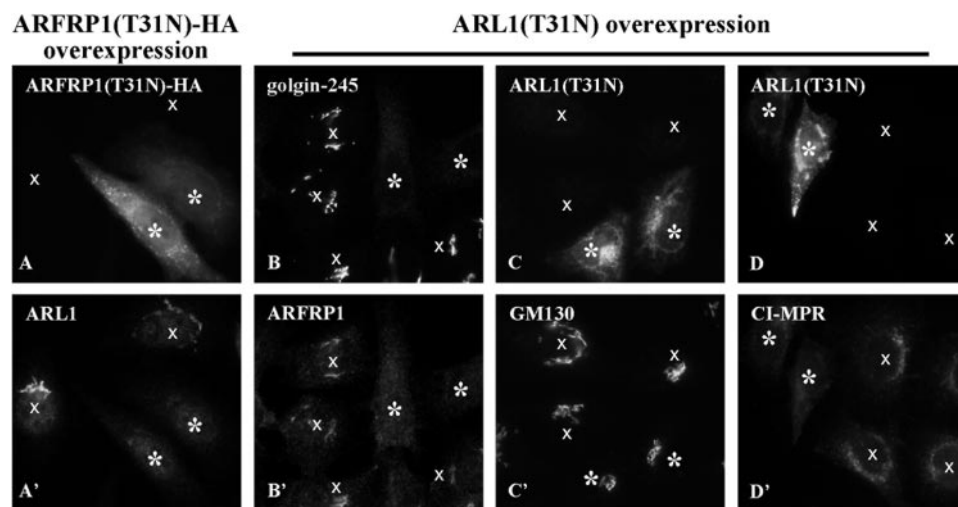 ARFRP1(T31N)-HA
overexpression
ARL1(T31N) overexpression
ARFRP1(T31N)-HA
x
x
*
*
A
golgin-245
x
*
*
x
x
x
B
ARL1(T31N)
x
x
x
*
*
C
ARL1(T31N)
*
*
x
x
x
D
ARL1
x
x
*
*
A'
ARFRP1
x
*
*
x
x
x
B'
GM130
x
x
x
*
*
C'
CI-MPR
*
*
x
x
x
D'